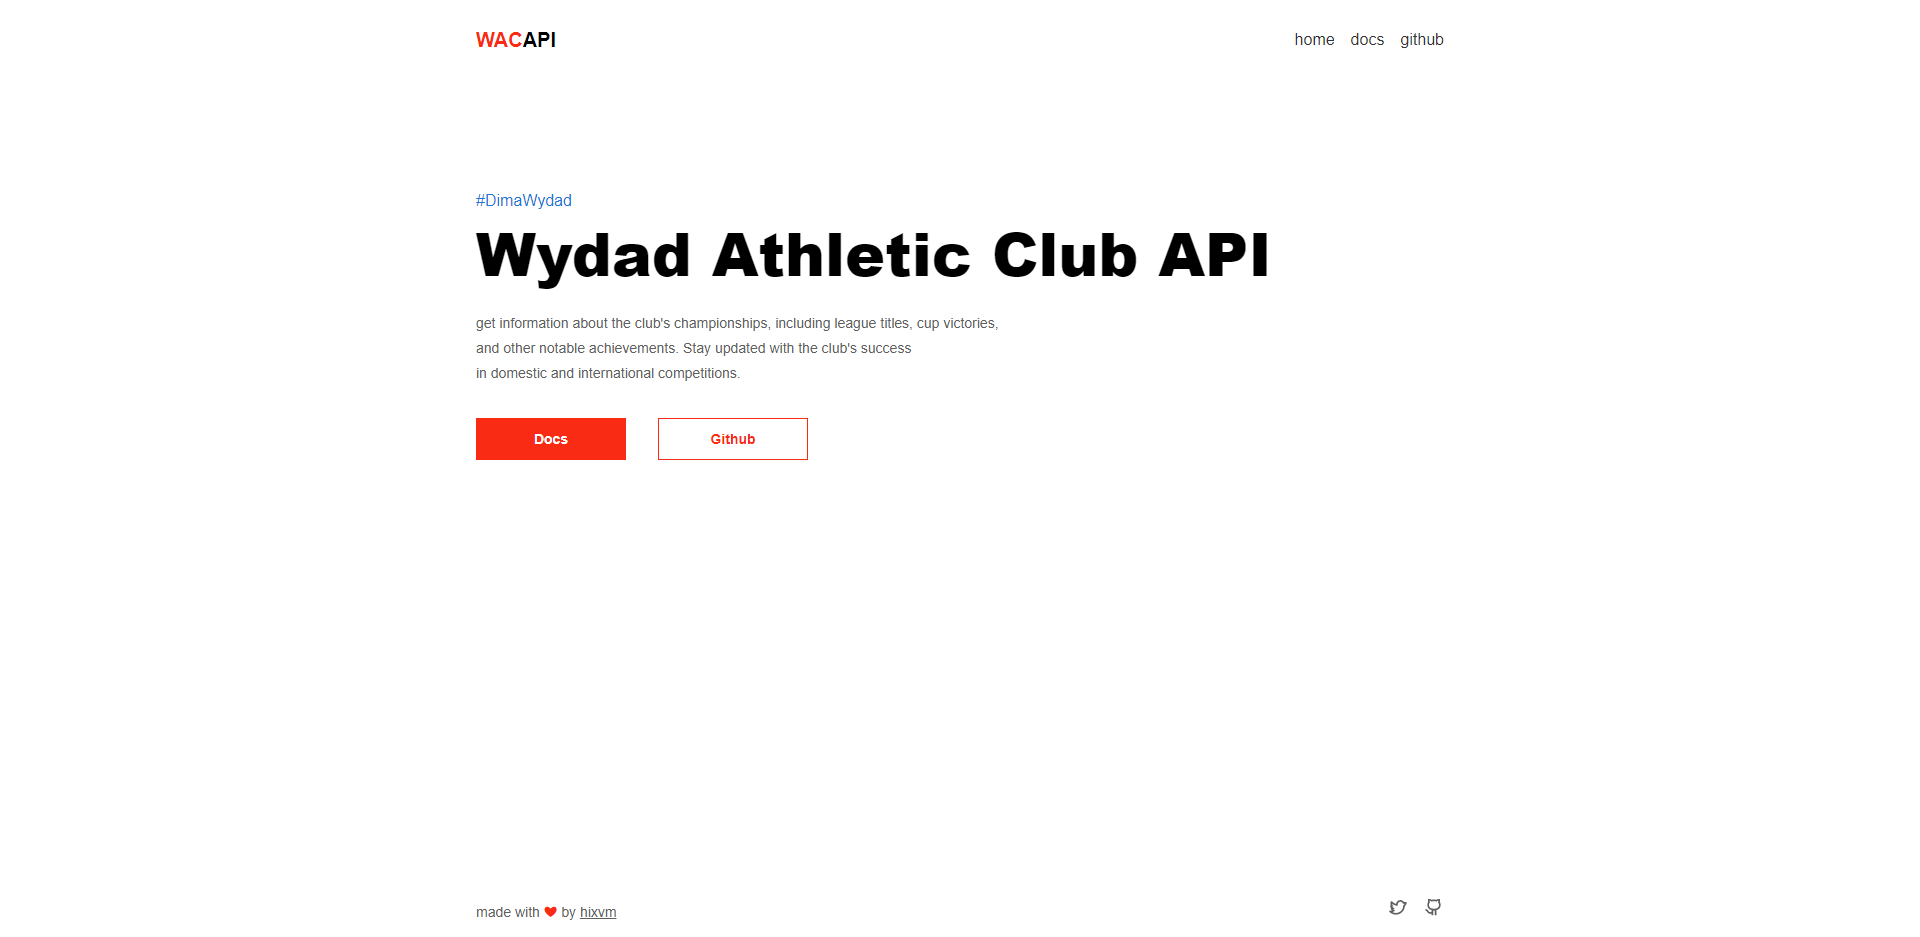 WACAPI
home docs github
#DimaWydad
Wydad Athletic Club API
get information about the club's championships, including league titles, cup victories,
and other notable achievements. Stay updated with the club's success
in domestic and international competitions.
Docs
Github
made with ❤ by hixvm